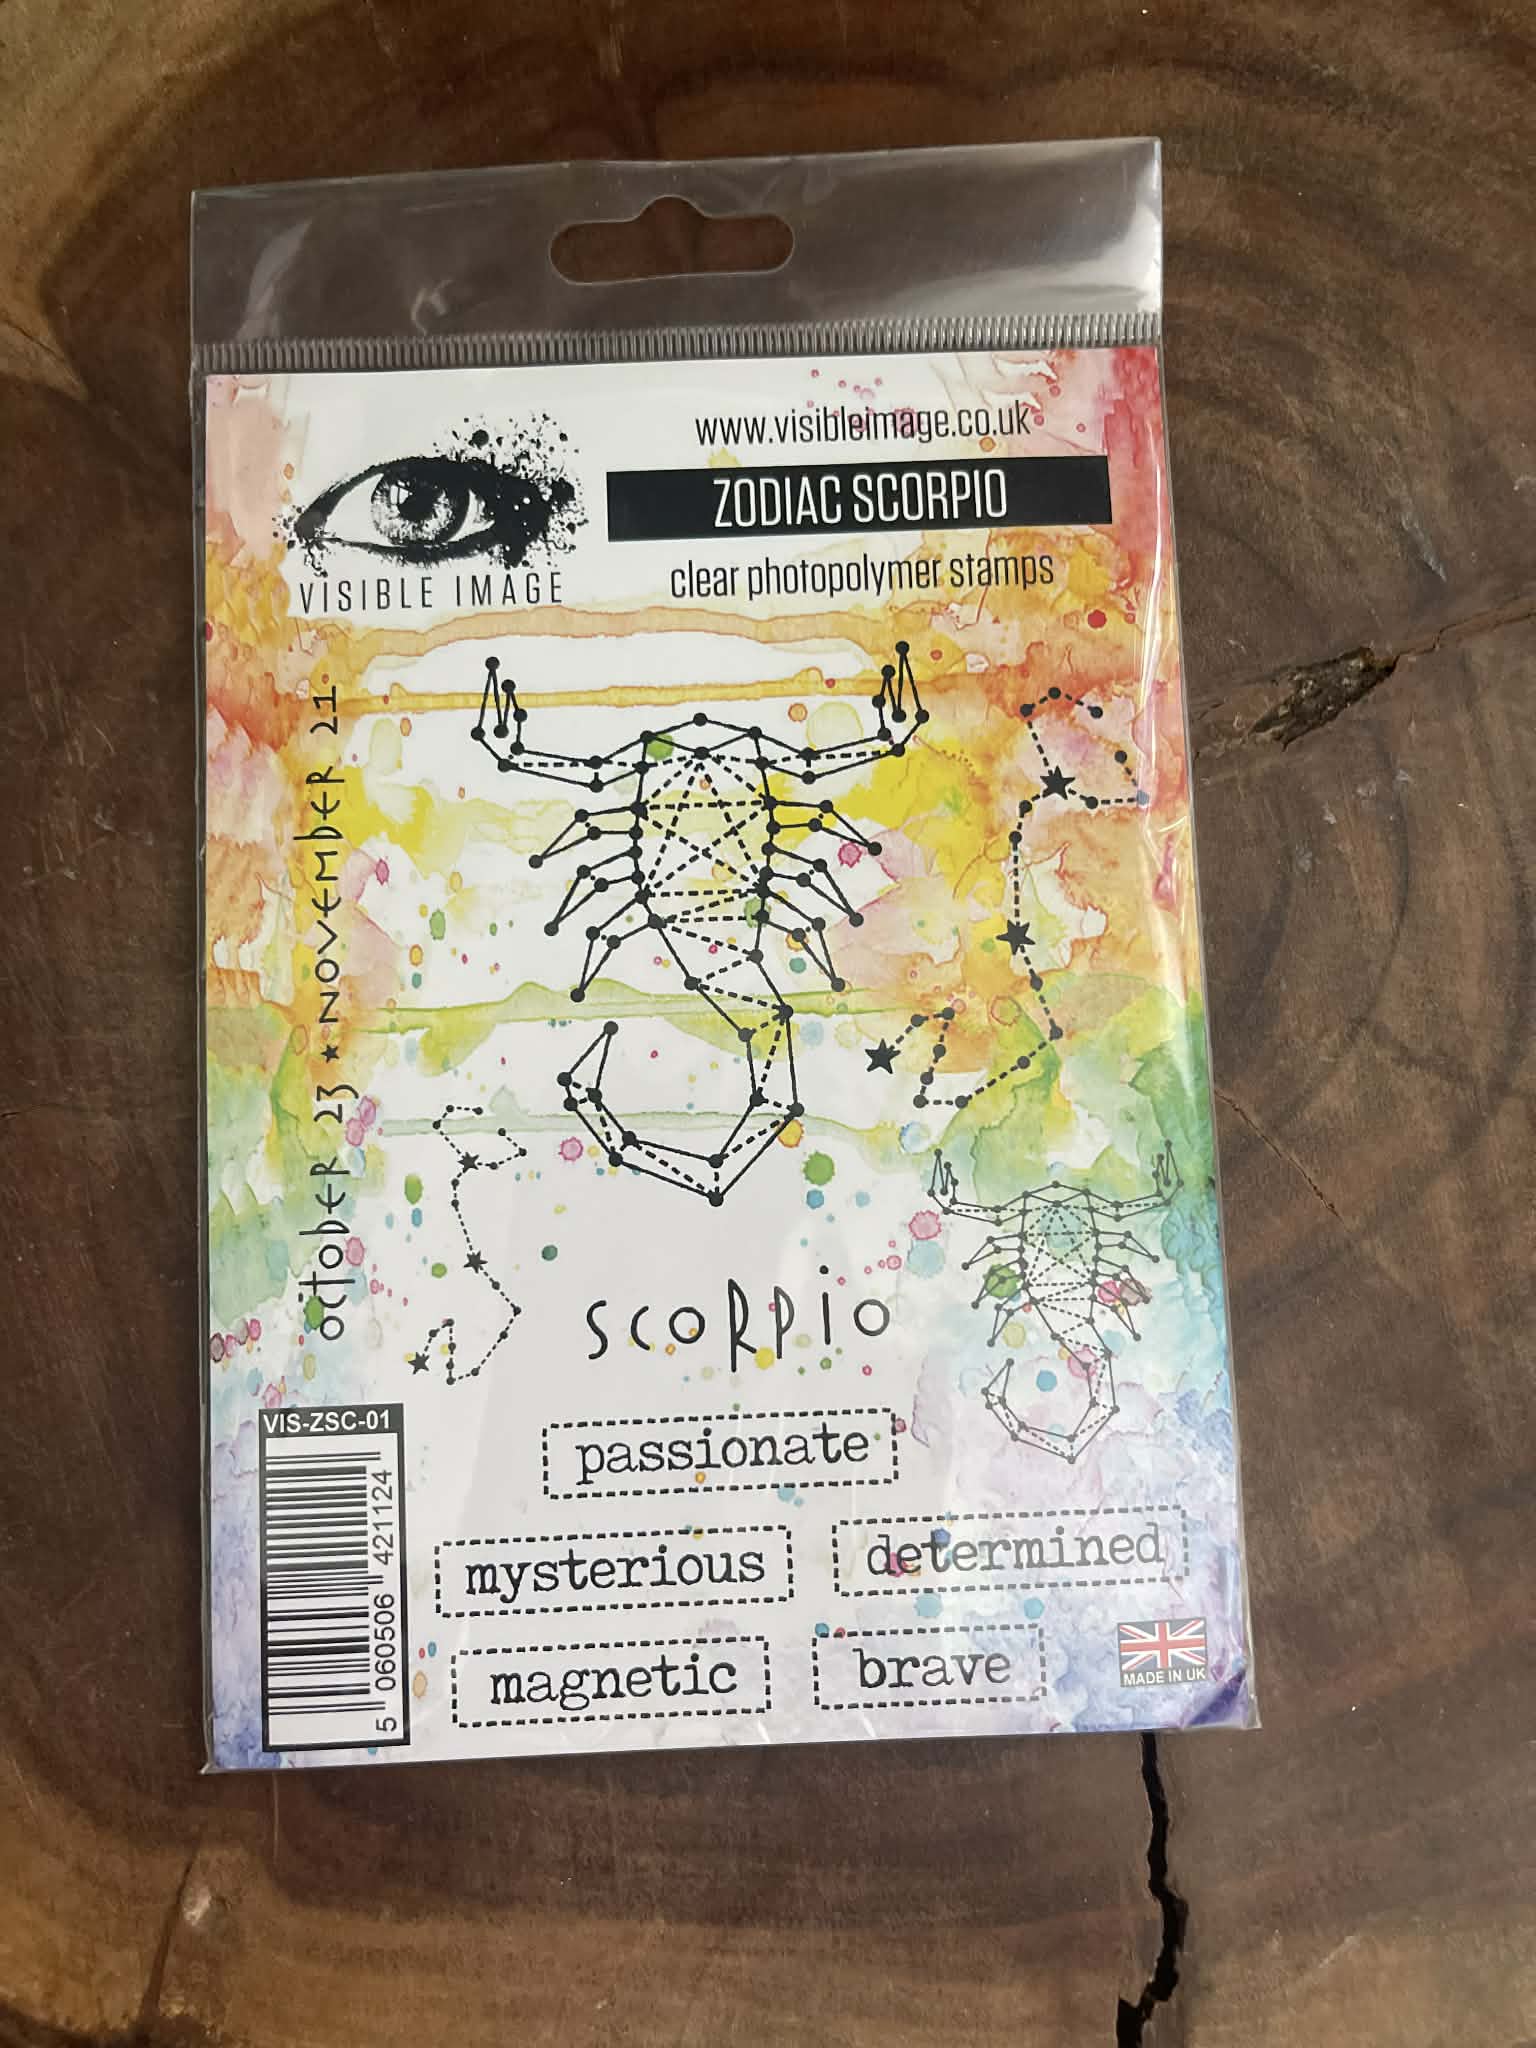 www.visibleimage.co.uk
ZODIAC SCORPIO
clear photopolymer stamps
VISIBLE IMAGE
october 23 ★ november 21
scorpio
passionate
mysterious
determined
magnetic
brave
VIS-ZSC-01
5 060506 421124
MADE IN UK